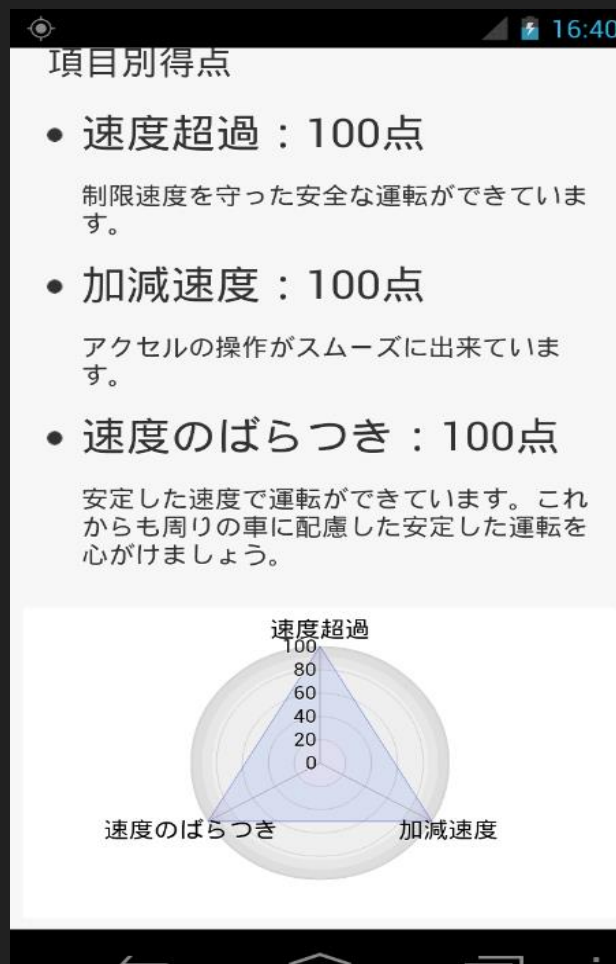 16:40
項目別得点
• 速度超過：100点
制限速度を守った安全な運転ができていま
す。
• 加減速度：100点
アクセルの操作がスムーズに出来ていま
す。
• 速度のばらつき：100点
安定した速度で運転ができています。これ
からも周りの車に配慮した安定した運転を
心がけましょう。
速度超過
100
80
60
40
20
0
速度のばらつき
加減速度